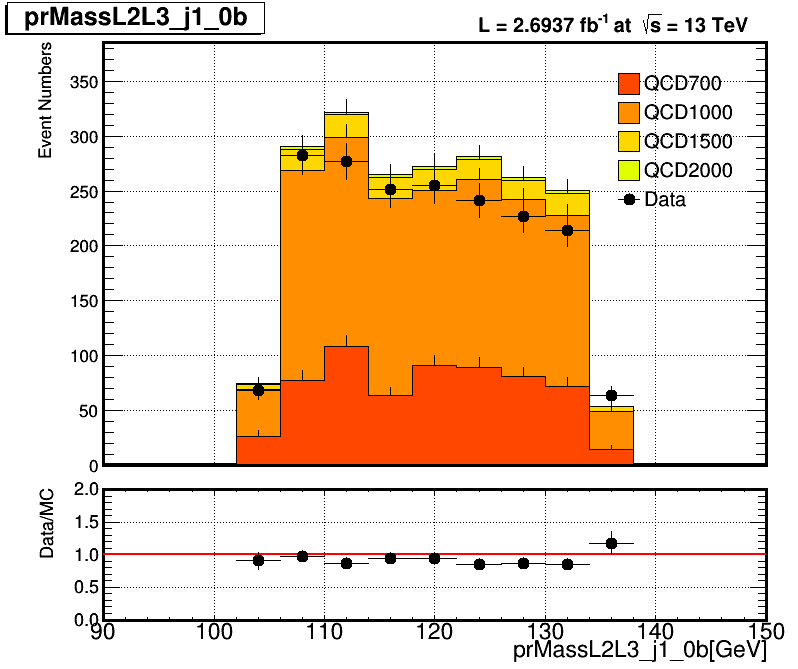 prMassL2L3_j1_0b
L = 2.6937 fb⁻¹ at √s = 13 TeV
Event Numbers
350
300
250
200
150
100
50
0
QCD700
QCD1000
QCD1500
QCD2000
Data
Data/MC
2.0
1.5
1.0
0.5
0.0
90 100 110 120 130 140 150
prMassL2L3_j1_0b[GeV]